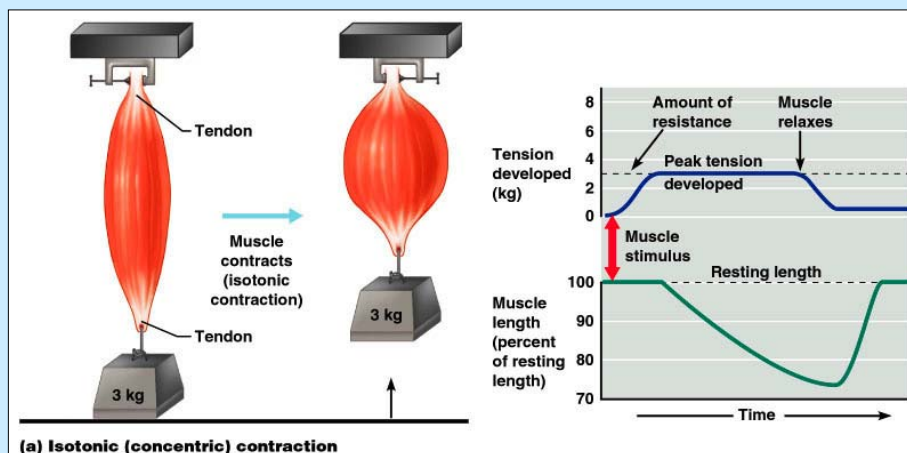 Tendon
Muscle
contracts
(isotonic
contraction)
Tendon
3 kg
3 kg
(a) Isotonic (concentric) contraction
Tension
developed
(kg)
8
6
4
2
0
Amount of
resistance
Muscle
relaxes
Peak tension
developed
Muscle
stimulus
Resting length
Muscle
length
(percent
of resting
length)
100
90
80
70
Time